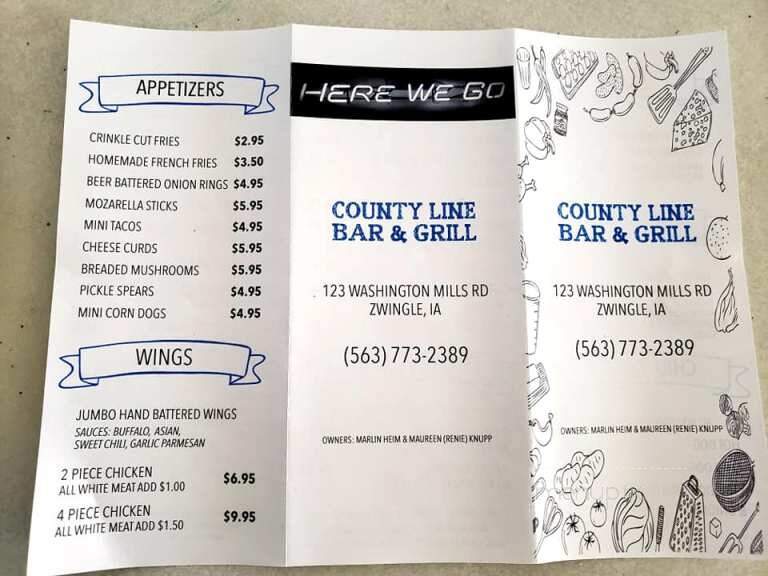 APPETIZERS
CRINKLE CUT FRIES $2.95
HOMEMADE FRENCH FRIES $3.50
BEER BATTERED ONION RINGS $4.95
MOZARELLA STICKS $5.95
MINI TACOS $4.95
CHEESE CURDS $5.95
BREADED MUSHROOMS $5.95
PICKLE SPEARS $4.95
MINI CORN DOGS $4.95
WINGS
JUMBO HAND BATTERED WINGS
SAUCES: BUFFALO, ASIAN,
SWEET CHILI, GARLIC PARMESAN
2 PIECE CHICKEN $6.95
ALL WHITE MEAT ADD $1.00
4 PIECE CHICKEN $9.95
ALL WHITE MEAT ADD $1.50
HERE WE GO
COUNTY LINE
BAR & GRILL
123 WASHINGTON MILLS RD
ZWINGLE, IA
(563) 773-2389
OWNERS: MARLIN HEIM & MAUREEN (RENIE) KNUPP
COUNTY LINE
BAR & GRILL
123 WASHINGTON MILLS RD
ZWINGLE, IA
(563) 773-2389
OWNERS: MARLIN HEIM & MAUREEN (RENIE) KNUPP